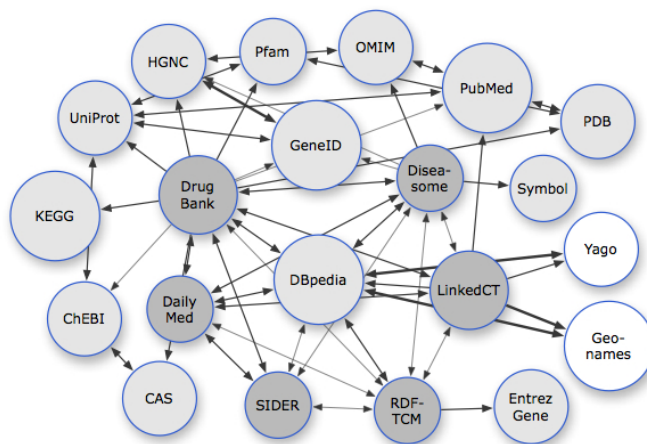 HGNC
Pfam
OMIM
PubMed
UniProt
GeneID
PDB
Drug
Bank
Disea-
some
Symbol
KEGG
Yago
DBpedia
LinkedCT
Daily
Med
ChEBI
Geo-
names
CAS
SIDER
RDF-
TCM
Entrez
Gene